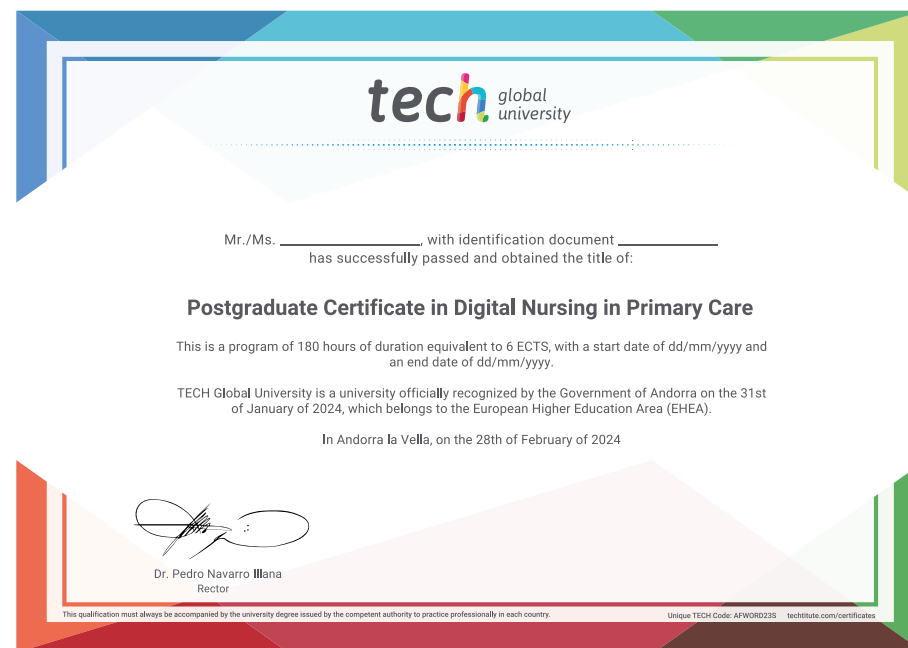 tech global university
Mr./Ms. ____________, with identification document ____________
has successfully passed and obtained the title of:
Postgraduate Certificate in Digital Nursing in Primary Care
This is a program of 180 hours of duration equivalent to 6 ECTS, with a start date of dd/mm/yyyy and
an end date of dd/mm/yyyy.
TECH Global University is a university officially recognized by the Government of Andorra on the 31st
of January of 2024, which belongs to the European Higher Education Area (EHEA).
In Andorra la Vella, on the 28th of February of 2024
Dr. Pedro Navarro Illana
Rector
This qualification must always be accompanied by the university degree issued by the competent authority to practice professionally in each country.
Unique TECH Code: AFWORD23S techtitute.com/certificates